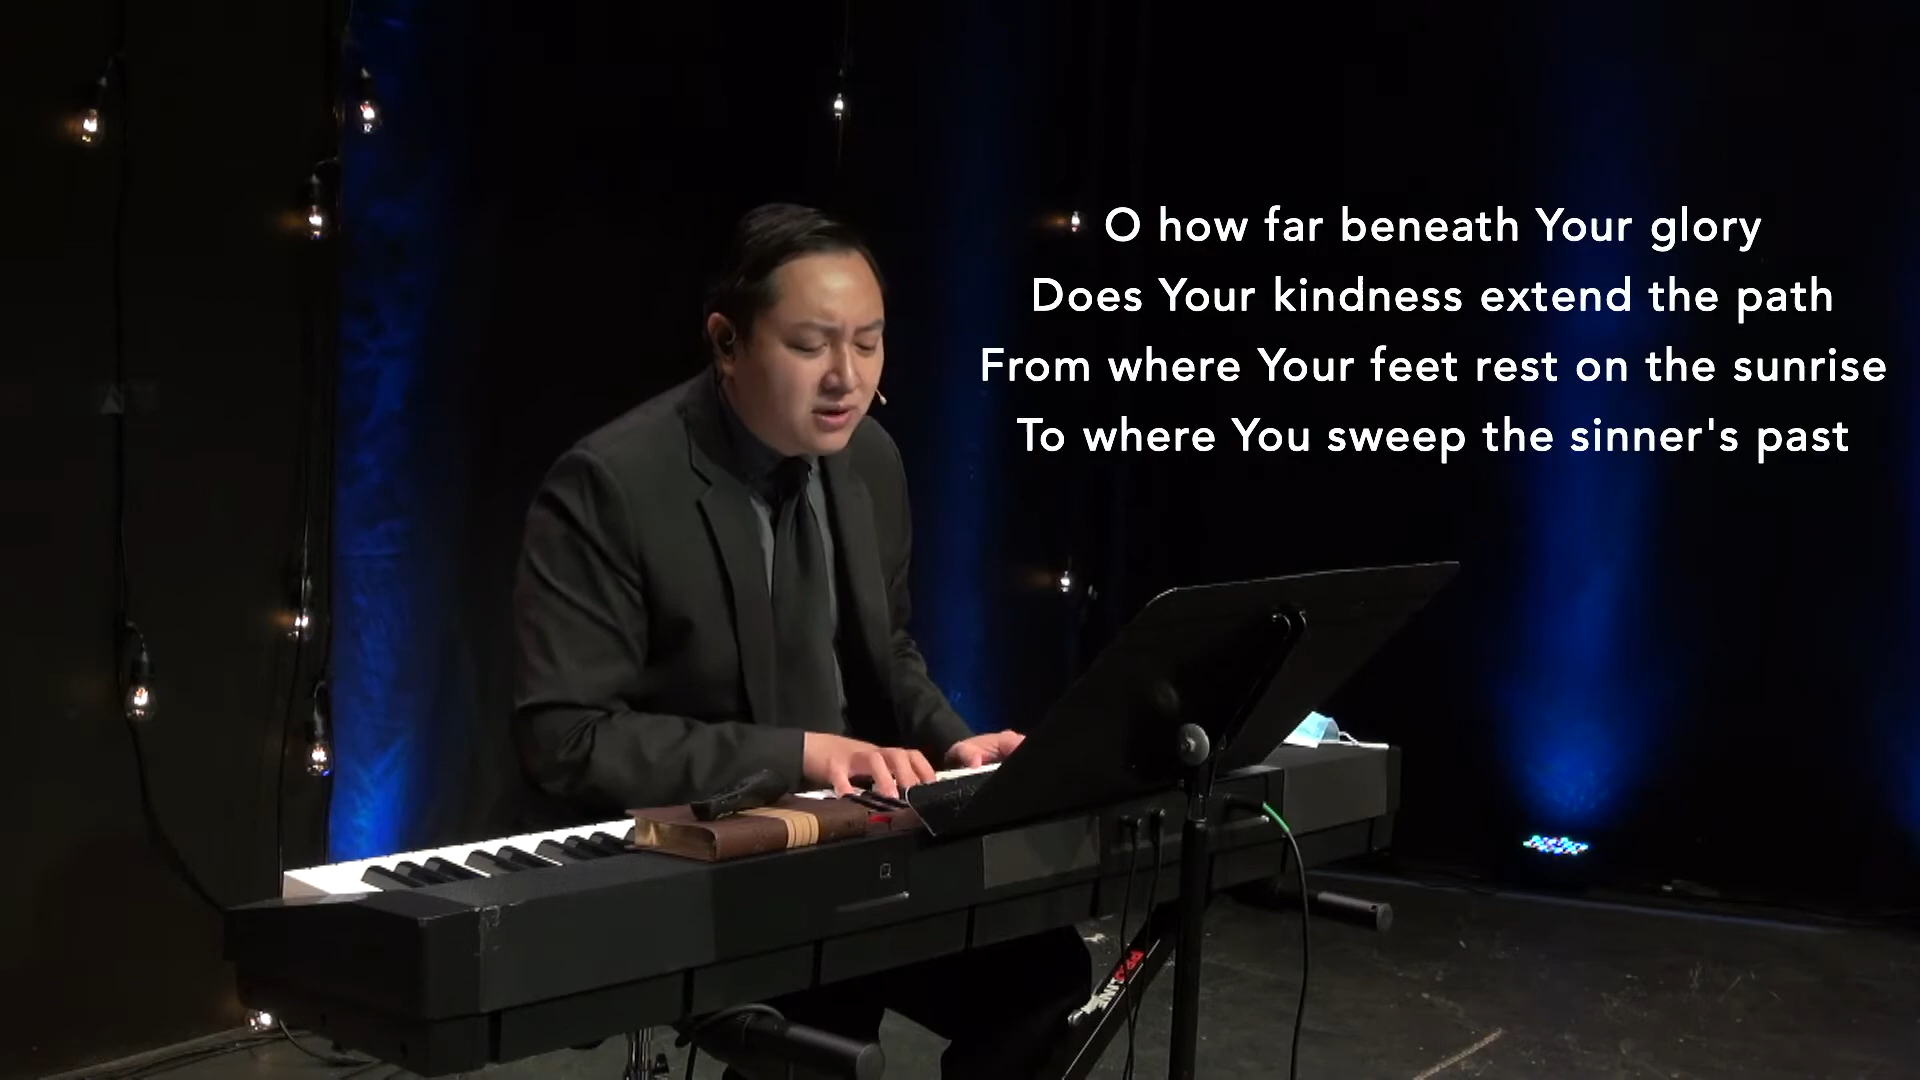 O how far beneath Your glory
Does Your kindness extend the path
From where Your feet rest on the sunrise
To where You sweep the sinner's past
PROLINE